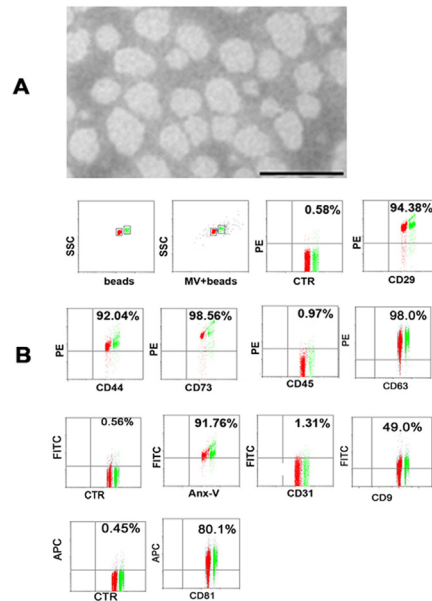 A
0.58%
94.38%
SSC
SSC
PE
PE
beads
MV+beads
CTR
CD29
B
92.04%
98.56%
0.97%
98.0%
PE
PE
PE
PE
CD44
CD73
CD45
CD63
0.56%
91.76%
1.31%
49.0%
FITC
FITC
FITC
FITC
CTR
Anx-V
CD31
CD9
0.45%
80.1%
APC
APC
CTR
CD81